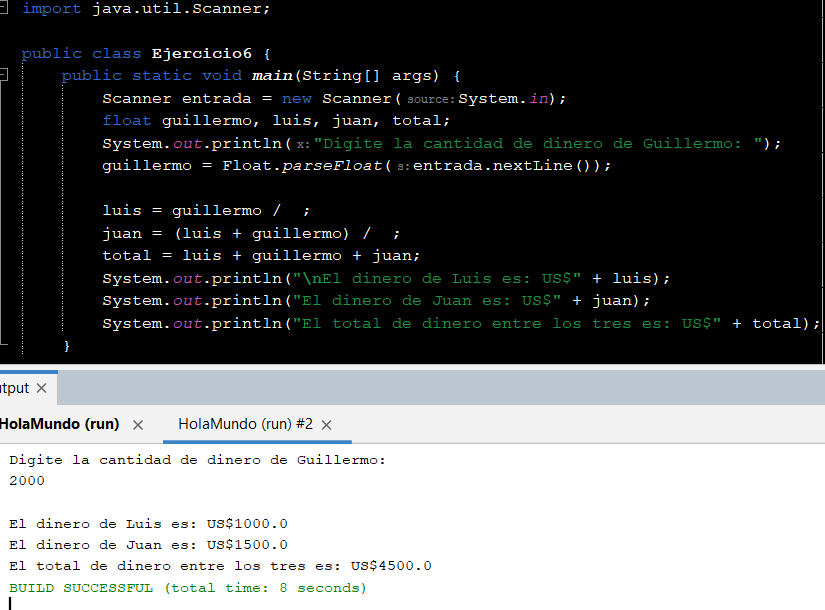 import java.util.Scanner;
public class Ejercicio6 {
public static void main(String[] args) {
Scanner entrada = new Scanner( source: System.in);
float guillermo, luis, juan, total;
System.out.println( x: "Digite la cantidad de dinero de Guillermo: ");
guillermo = Float.parseFloat( s: entrada.nextLine());
luis = guillermo /  ;
juan = (luis + guillermo) /  ;
total = luis + guillermo + juan;
System.out.println("\nEl dinero de Luis es: US$" + luis);
System.out.println("El dinero de Juan es: US$" + juan);
System.out.println("El total de dinero entre los tres es: US$" + total);
}
utput ×
HolaMundo (run) × HolaMundo (run) #2 ×
Digite la cantidad de dinero de Guillermo:
2000
El dinero de Luis es: US$1000.0
El dinero de Juan es: US$1500.0
El total de dinero entre los tres es: US$4500.0
BUILD SUCCESSFUL (total time: 8 seconds)